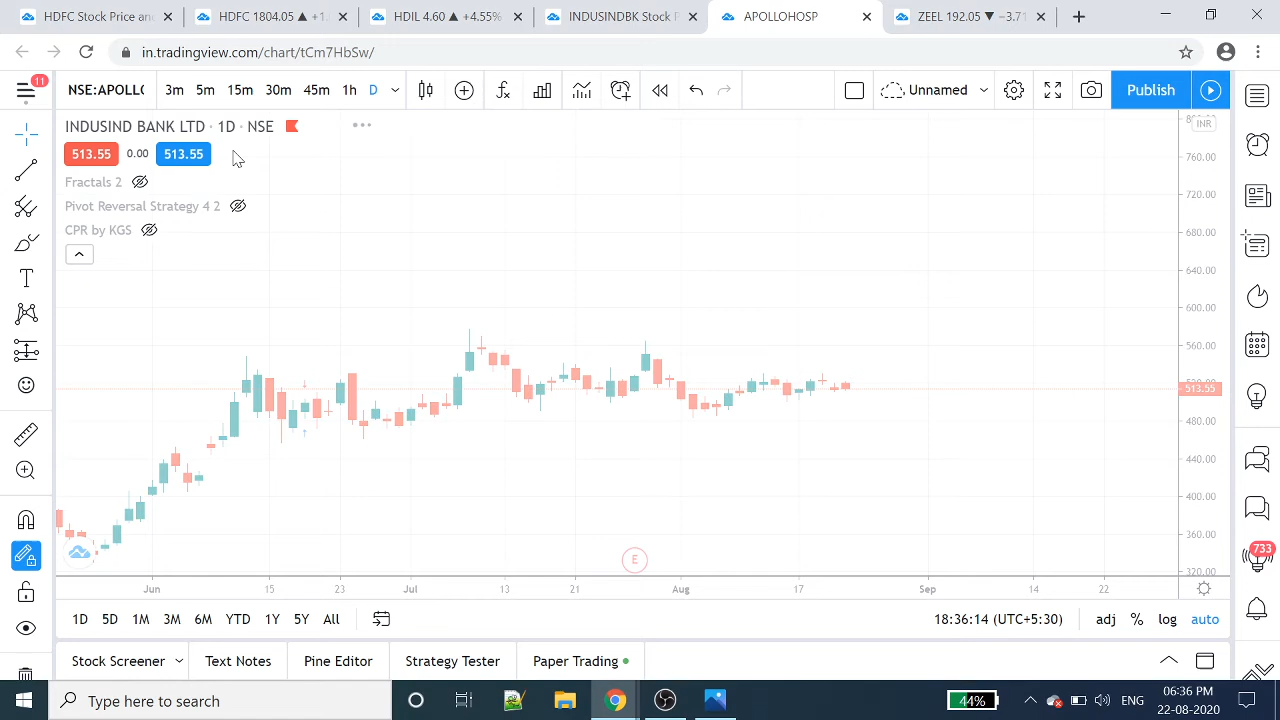 HDFC Stock Price an
HDFC 1804.05 ▲ +1.
HDIL 4.60 ▲ +4.55%
INDUSINDBK Stock P
APOLLOHOSP
ZEEL 192.05 ▼ −3.71
in.tradingview.com/chart/tCm7HbSw/
11
NSE:APOLLO
3m 5m 15m 30m 45m 1h D
Unnamed
Publish
INDUSIND BANK LTD · 1D · NSE
513.55 0.00 513.55
Fractals 2
Pivot Reversal Strategy 4 2
CPR by KGS
INR
760.00
720.00
680.00
640.00
600.00
560.00
513.55
480.00
440.00
400.00
360.00
320.00
E
Jun 15 23 Jul 13 21 Aug 17 Sep 14 22
733
1D 5D 1M 3M 6M YTD 1Y 5Y All
18:36:14 (UTC+5:30) adj % log auto
Stock Screener Text Notes Pine Editor Strategy Tester Paper Trading
Type here to search
44%
ENG
06:36 PM
22-08-2020